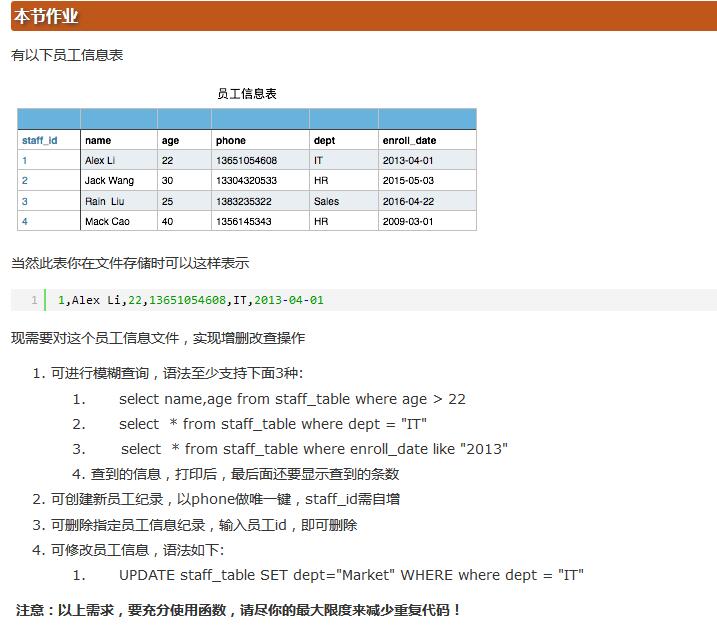 本节作业
有以下员工信息表
员工信息表
staff_id name age phone dept enroll_date
1 Alex Li 22 13651054608 IT 2013-04-01
2 Jack Wang 30 13304320533 HR 2015-05-03
3 Rain Liu 25 1383235322 Sales 2016-04-22
4 Mack Cao 40 1356145343 HR 2009-03-01
当然此表你在文件存储时可以这样表示
1 1,Alex Li,22,13651054608,IT,2013-04-01
现需要对这个员工信息文件，实现增删改查操作
1. 可进行模糊查询，语法至少支持下面3种：
1. select name,age from staff_table where age > 22
2. select * from staff_table where dept = "IT"
3. select * from staff_table where enroll_date like "2013"
4. 查到的信息，打印后，最后面还要显示查到的条数
2. 可创建新员工纪录，以phone做唯一键，staff_id需自增
3. 可删除指定员工信息纪录，输入员工id，即可删除
4. 可修改员工信息，语法如下：
1. UPDATE staff_table SET dept="Market" WHERE where dept = "IT"
注意：以上需求，要充分使用函数，请尽你的最大限度来减少重复代码！